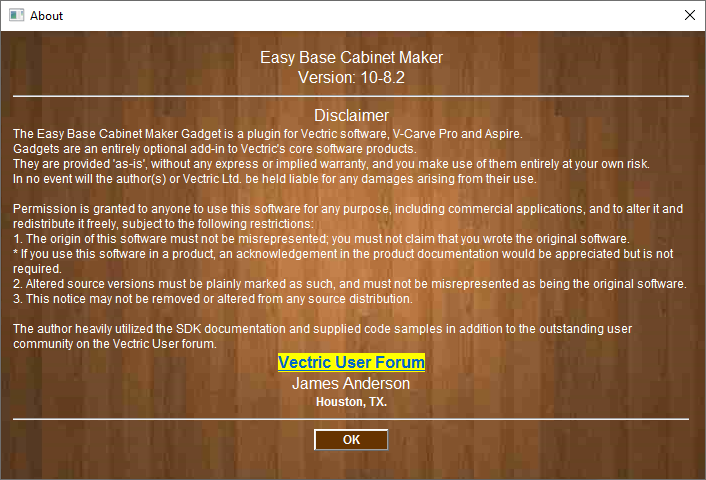 About
Easy Base Cabinet Maker
Version: 10-8.2
Disclaimer
The Easy Base Cabinet Maker Gadget is a plugin for Vectric software, V-Carve Pro and Aspire.
Gadgets are an entirely optional add-in to Vectric's core software products.
They are provided 'as-is', without any express or implied warranty, and you make use of them entirely at your own risk.
In no event will the author(s) or Vectric Ltd. be held liable for any damages arising from their use.
Permission is granted to anyone to use this software for any purpose, including commercial applications, and to alter it and
redistribute it freely, subject to the following restrictions:
1. The origin of this software must not be misrepresented; you must not claim that you wrote the original software.
* If you use this software in a product, an acknowledgement in the product documentation would be appreciated but is not
required.
2. Altered source versions must be plainly marked as such, and must not be misrepresented as being the original software.
3. This notice may not be removed or altered from any source distribution.
The author heavily utilized the SDK documentation and supplied code samples in addition to the outstanding user
community on the Vectric User forum.
Vectric User Forum
James Anderson
Houston, TX.
OK